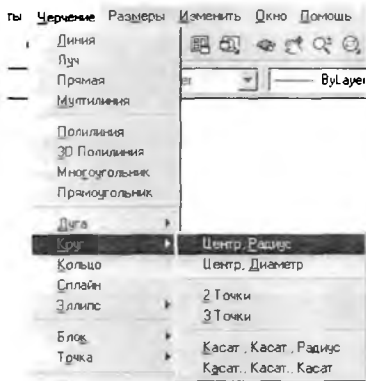 ты Черчение Размеры Изменить Окно Помощь
Линия
Луч
Прямая
ByLayer
Мултилиния
Полилиния
3D Полилиния
Многоугольник
Прямоугольник
Дуга
Круг
Центр, Радиус
Кольцо
Центр, Диаметр
Сплайн
2 Точки
Эллипс
3 Точки
Блок
Касат , Касат , Радиус
Точка
Касат., Касат., Касат